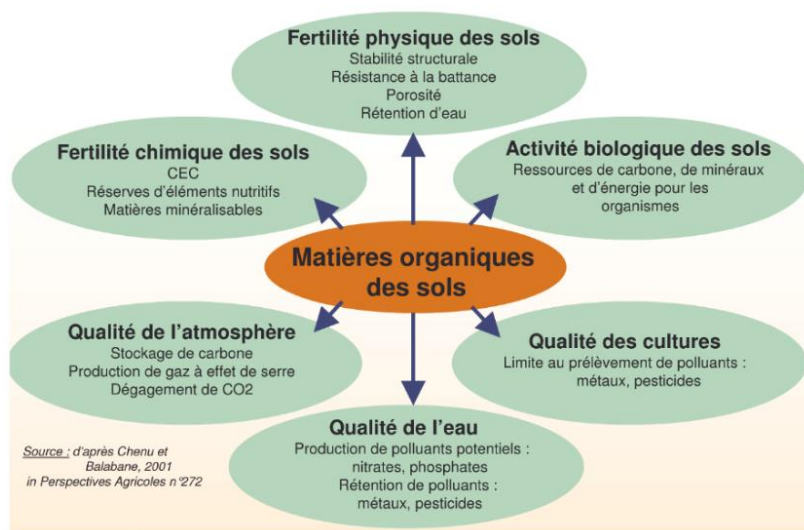 Fertilité physique des sols
Stabilité structurale
Résistance à la battance
Porosité
Rétention d'eau
Fertilité chimique des sols
CEC
Réserves d'éléments nutritifs
Matières minéralisables
Activité biologique des sols
Ressources de carbone, de minéraux
et d'énergie pour les
organismes
Matières organiques
des sols
Qualité de l'atmosphère
Stockage de carbone
Production de gaz à effet de serre
Dégagement de CO2
Qualité des cultures
Limite au prélèvement de polluants :
métaux, pesticides
Qualité de l'eau
Production de polluants potentiels :
nitrates, phosphates
Rétention de polluants :
métaux, pesticides
Source : d'après Chenu et
Balabane, 2001
in Perspectives Agricoles n°272